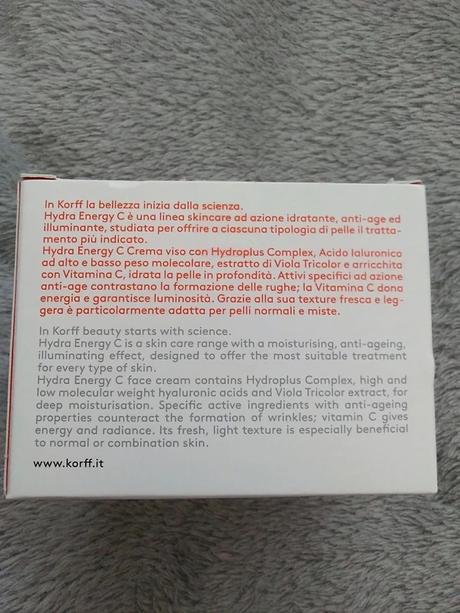 In Korff la bellezza inizia dalla scienza.
Hydra Energy C è una linea skincare ad azione idratante, anti-age ed
illuminante, studiata per offrire a ciascuna tipologia di pelle il tratta-
mento più indicato.
Hydra Energy C Crema viso con Hydroplus Complex, Acido Ialuronico
ad alto e basso peso molecolare, estratto di Viola Tricolor e arricchita
con Vitamina C, idrata la pelle in profondità. Attivi specifici ad azione
anti-age contrastano la formazione delle rughe; la Vitamina C dona
energia e garantisce luminosità. Grazie alla sua texture fresca e leg-
gera è particolarmente adatta per pelli normali e miste.
In Korff beauty starts with science.
Hydra Energy C is a skin care range with a moisturising, anti-ageing,
illuminating effect, designed to offer the most suitable treatment
for every type of skin.
Hydra Energy C face cream contains Hydroplus Complex, high and
low molecular weight hyaluronic acids and Viola Tricolor extract, for
deep moisturisation. Specific active ingredients with anti-ageing
properties counteract the formation of wrinkles; vitamin C gives
energy and radiance. Its fresh, light texture is especially beneficial
to normal or combination skin.
www.korff.it